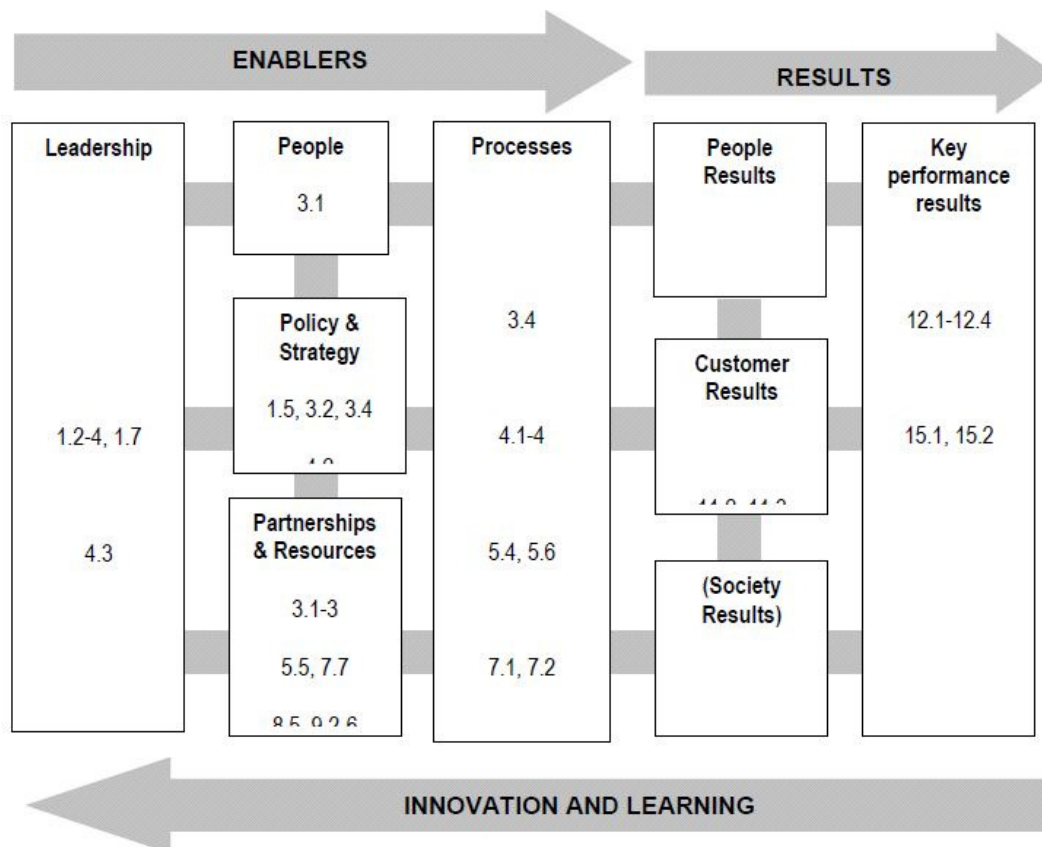 ENABLERS
RESULTS
Leadership
1.2-4, 1.7
4.3
People
3.1
Policy &
Strategy
1.5, 3.2, 3.4
Partnerships
& Resources
3.1-3
5.5, 7.7
Processes
3.4
4.1-4
5.4, 5.6
7.1, 7.2
People
Results
Customer
Results
(Society
Results)
Key
performance
results
12.1-12.4
15.1, 15.2
INNOVATION AND LEARNING